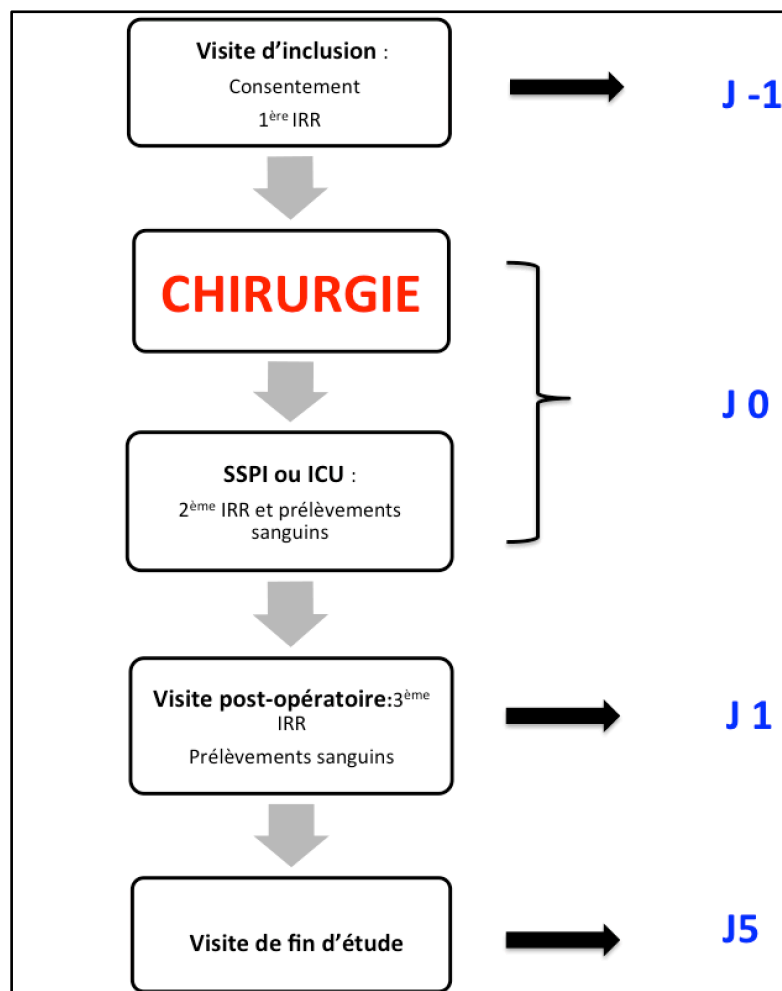 Visite d’inclusion :
Consentement
1ère IRR
J -1
CHIRURGIE
J 0
SSPI ou ICU :
2ème IRR et prélèvements
sanguins
Visite post-opératoire:3ème
IRR
Prélèvements sanguins
J 1
Visite de fin d’étude
J5